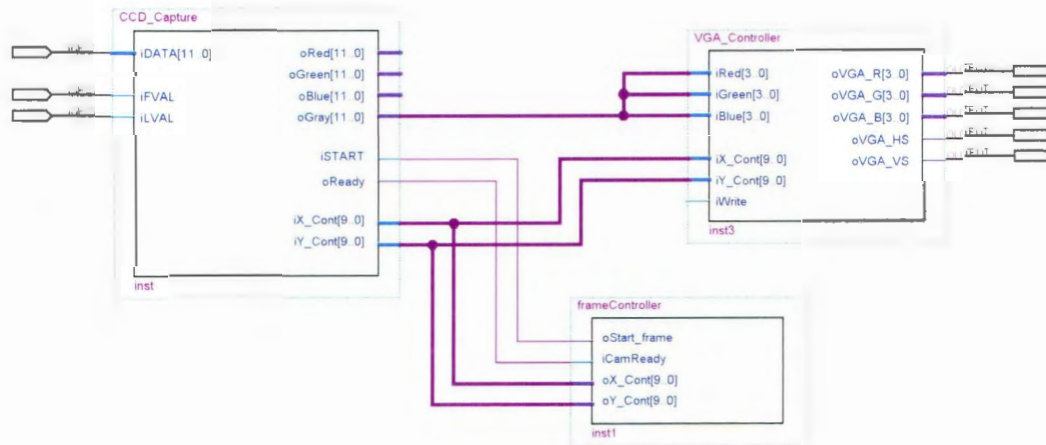 CCD_Capture
iDATA[11..0]
iFVAL
iLVAL
oRed[11..0]
oGreen[11..0]
oBlue[11..0]
oGray[11..0]
iSTART
oReady
iX_Cont[9..0]
iY_Cont[9..0]
inst
VGA_Controller
iRed[3..0]
iGreen[3..0]
iBlue[3..0]
iX_Cont[9..0]
iY_Cont[9..0]
iWrite
oVGA_R[3..0]
oVGA_G[3..0]
oVGA_B[3..0]
oVGA_HS
oVGA_VS
inst3
frameController
oStart_frame
iCamReady
oX_Cont[9..0]
oY_Cont[9..0]
inst1